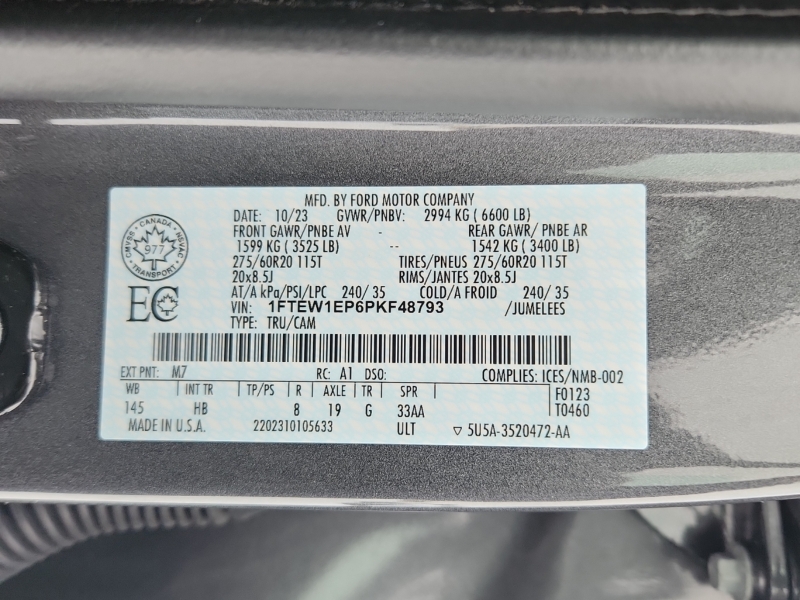 MFD. BY FORD MOTOR COMPANY
DATE: 10/23 GVWR/PNBV: 2994 KG ( 6600 LB)
FRONT GAWR/PNBE AV - REAR GAWR/ PNBE AR
1599 KG ( 3525 LB) -- 1542 KG ( 3400 LB)
275/60R20 115T TIRES/PNEUS 275/60R20 115T
20x8.5J RIMS/JANTES 20x8.5J
AT/A kPa/PSI/LPC 240/ 35 COLD/A FROID 240/ 35
VIN: 1FTEW1EP6PKF48793 /JUMELEES
TYPE: TRU/CAM
CANADA
CMVSS NSVAC
977
TRANSPORT
EC
EXT PNT: M7 RC: A1 DSO: COMPLIES: ICES/NMB-002
WB INT TR TP/PS R AXLE TR SPR F0123
145 HB 8 19 G 33AA T0460
MADE IN U.S.A. 2202310105633 ULT ▽ 5U5A-3520472-AA